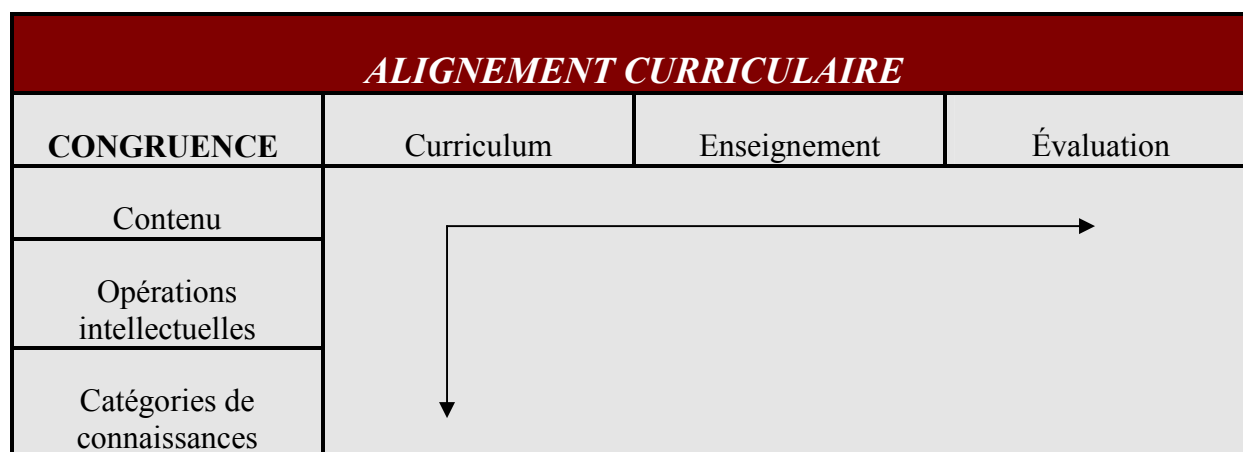 ALIGNEMENT CURRICULAIRE
CONGRUENCE
Curriculum
Enseignement
Évaluation
Contenu
Opérations
intellectuelles
Catégories de
connaissances